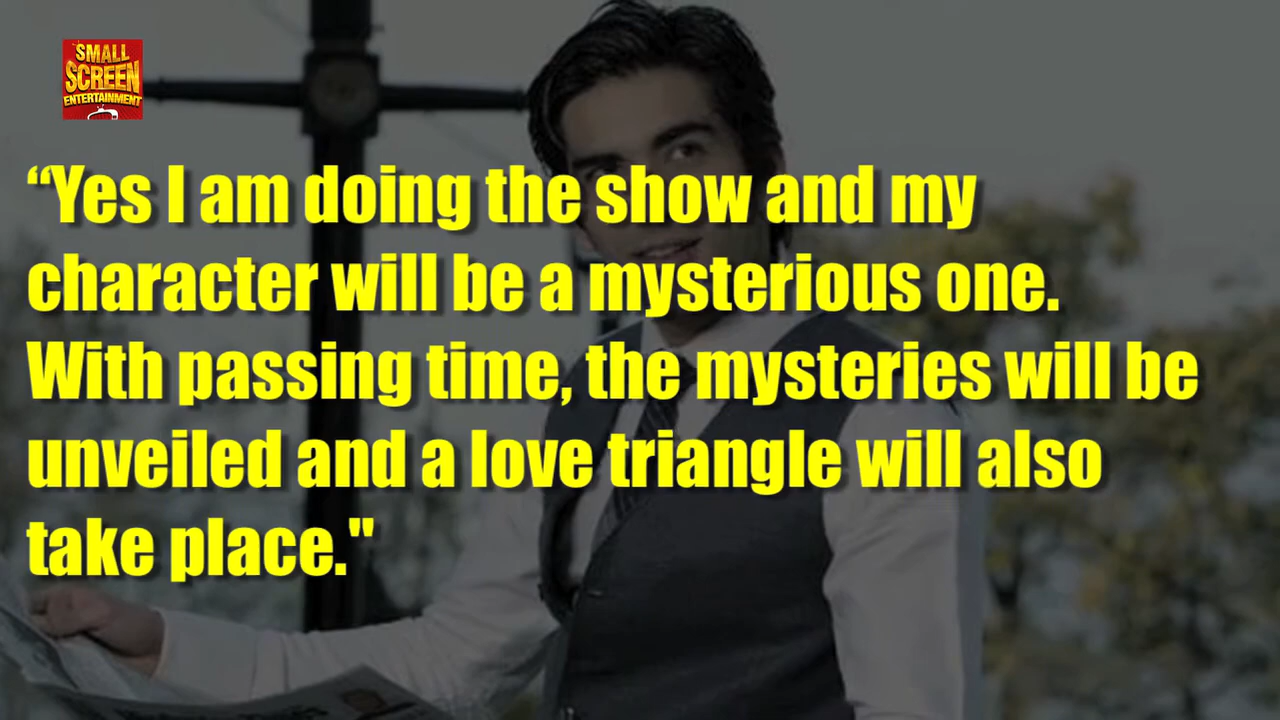 SMALL
SCREEN
ENTERTAINMENT
“Yes I am doing the show and my
character will be a mysterious one.
With passing time, the mysteries will be
unveiled and a love triangle will also
take place."